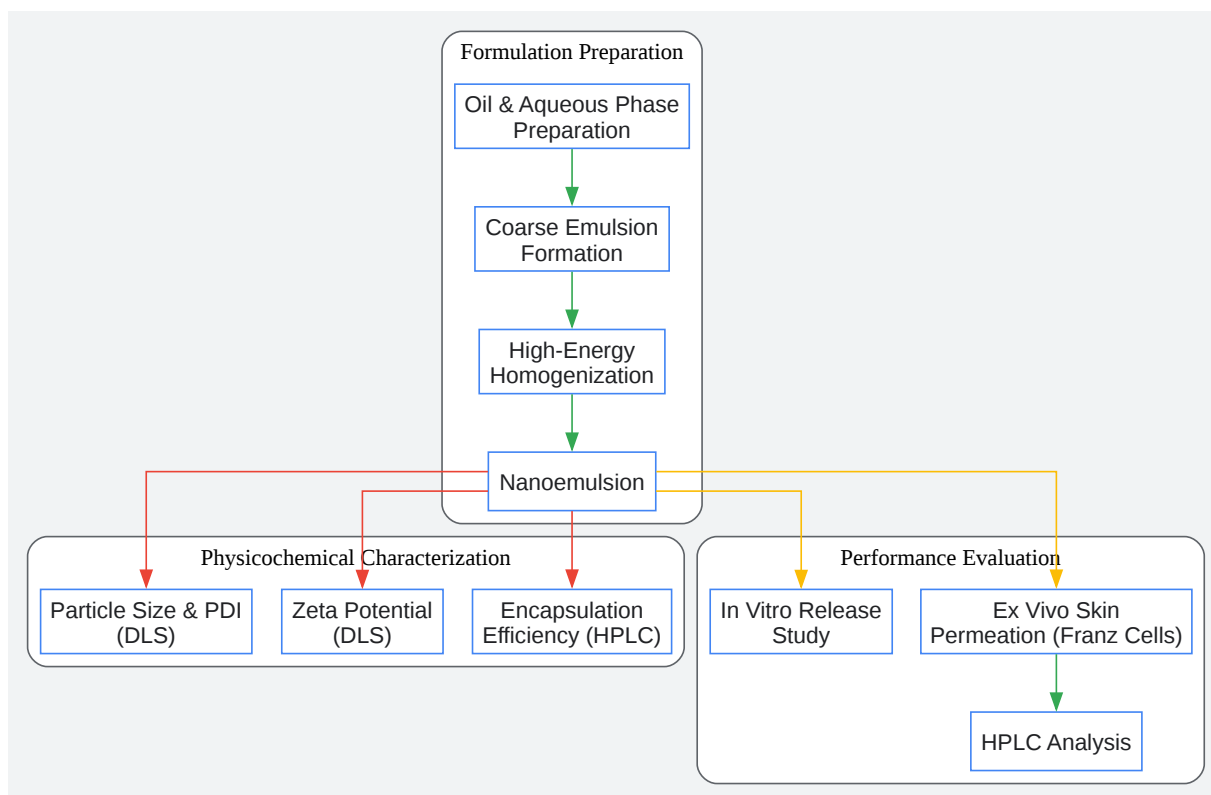 Formulation Preparation
Oil & Aqueous Phase
Preparation
Coarse Emulsion
Formation
High-Energy
Homogenization
Nanoemulsion
Physicochemical Characterization
Particle Size & PDI
(DLS)
Zeta Potential
(DLS)
Encapsulation
Efficiency (HPLC)
Performance Evaluation
In Vitro Release
Study
Ex Vivo Skin
Permeation (Franz Cells)
HPLC Analysis